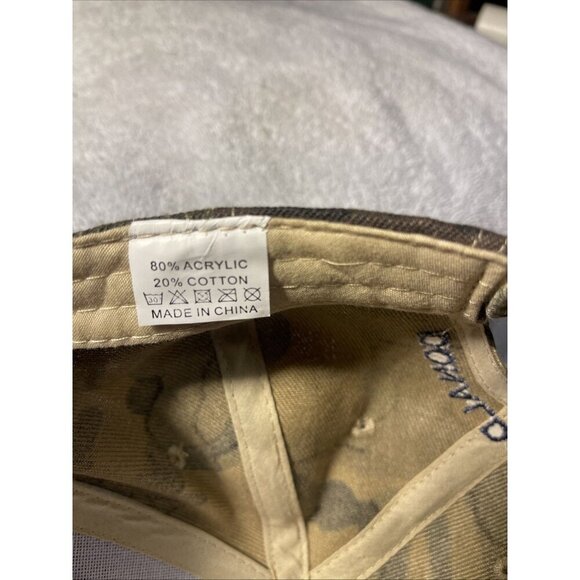 80% ACRYLIC
20% COTTON
30
MADE IN CHINA